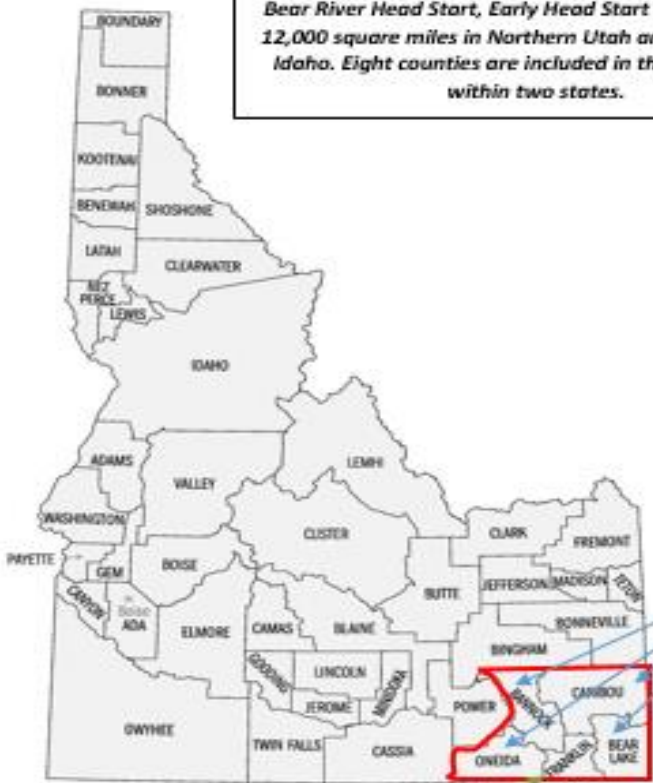 Bear River Head Start, Early Head Start
12,000 square miles in Northern Utah a
Idaho. Eight counties are included in th
within two states.
BOUNDARY
BONNER
KOOTENAI
BENEWAH
SHOSHONE
LATAH
CLEARWATER
NEZ
PERCE
LEWIS
IDAHO
ADAMS
VALLEY
LEMHI
WASHINGTON
CUSTER
CLARK
FREMONT
PAYETTE
GEM
BOISE
BUTTE
JEFFERSON
MADISON
TETON
CANYON
Boise
ADA
ELMORE
CAMAS
BLAINE
BONNEVILLE
BINGHAM
GOODING
LINCOLN
MINIDOKA
JEROME
POWER
BANNOCK
CARIBOU
OWYHEE
TWIN FALLS
CASSIA
ONEIDA
FRANKLIN
BEAR
LAKE